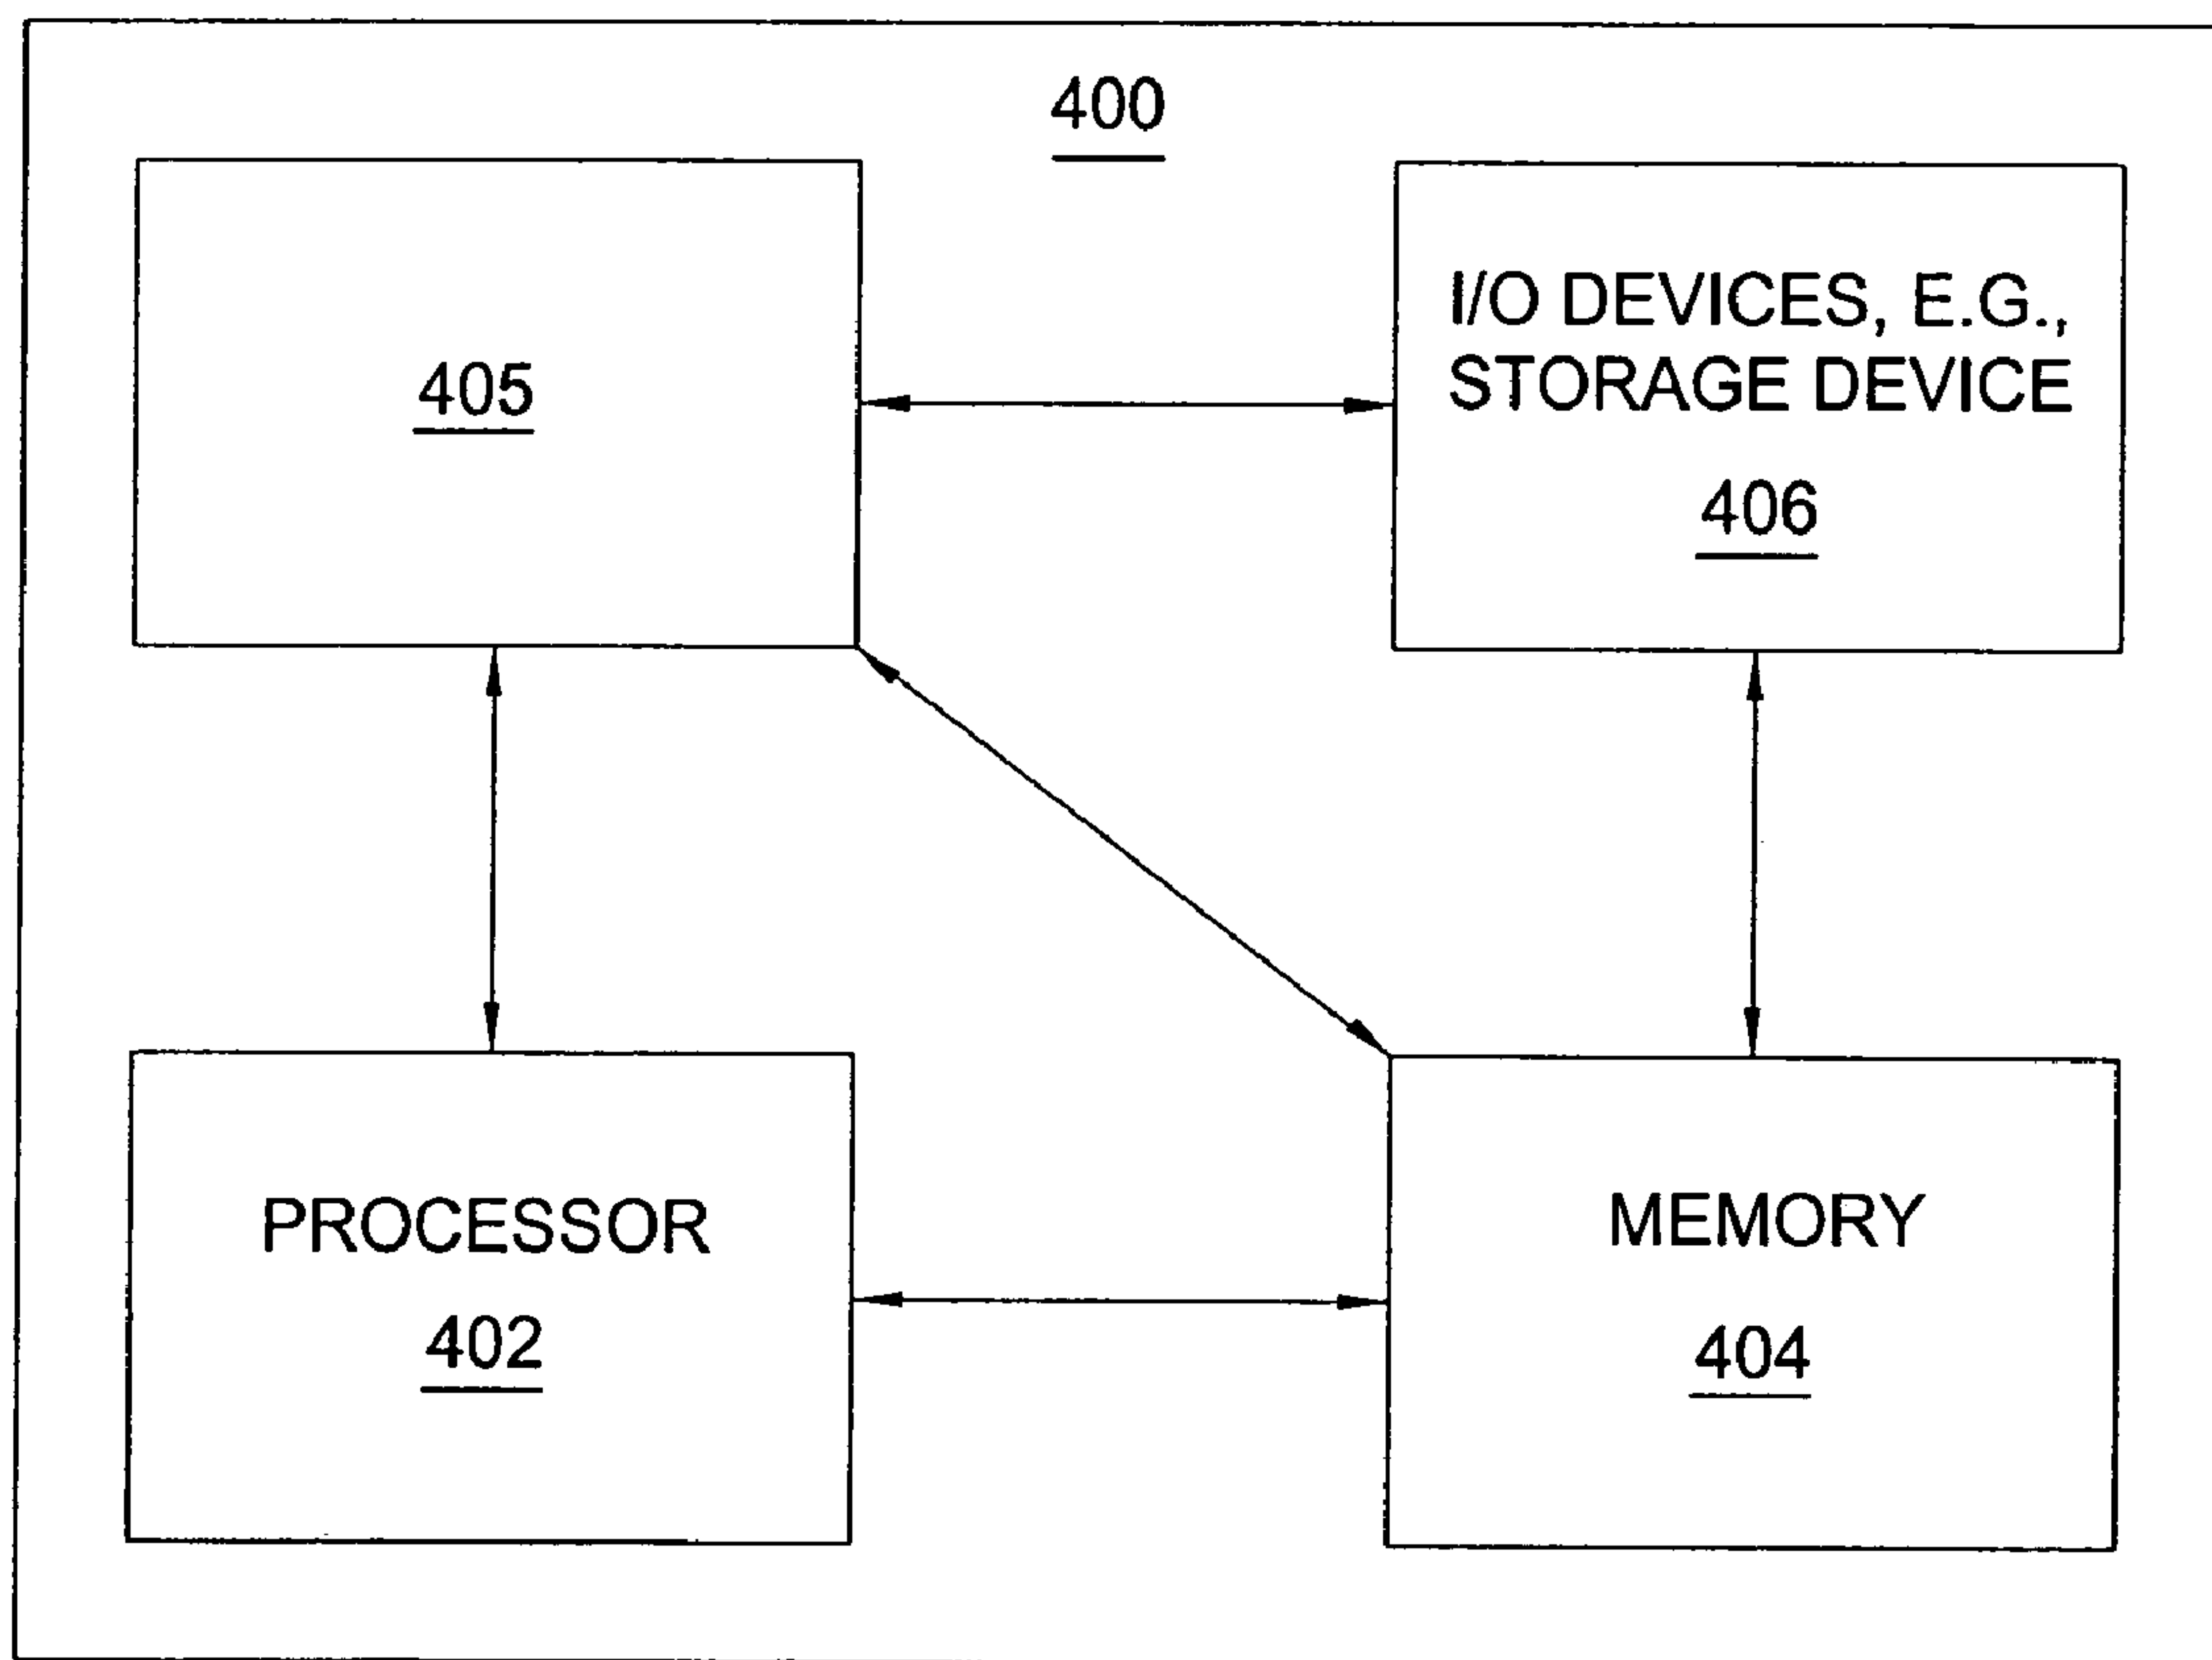 400
405
I/O DEVICES, E.G.,
STORAGE DEVICE
406
PROCESSOR
402
MEMORY
404